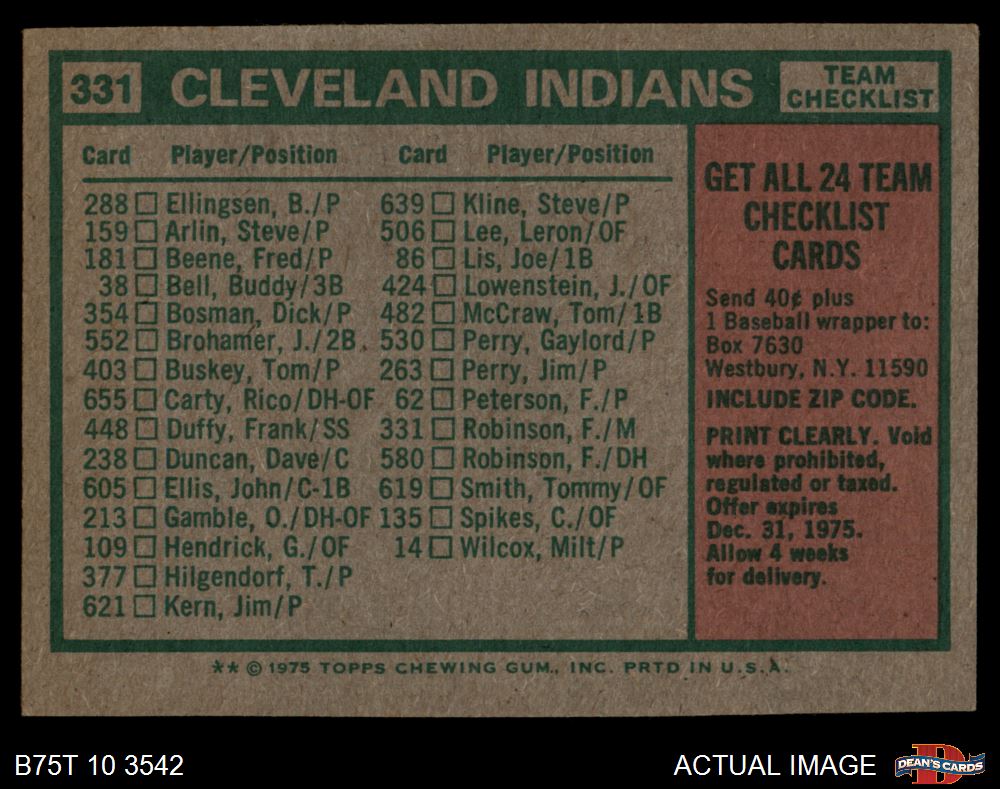 331 CLEVELAND INDIANS TEAM CHECKLIST
Card Player/Position Card Player/Position
288 Ellingsen, B./P 639 Kline, Steve/P
159 Arlin, Steve/P 506 Lee, Leron/OF
181 Beene, Fred/P 86 Lis, Joe/1B
38 Bell, Buddy/3B 424 Lowenstein, J./OF
354 Bosman, Dick/P 482 McCraw, Tom/1B
552 Brohamer, J./2B 530 Perry, Gaylord/P
403 Buskey, Tom/P 263 Perry, Jim/P
655 Carty, Rico/DH-OF 62 Peterson, F./P
448 Duffy, Frank/SS 331 Robinson, F./M
238 Duncan, Dave/C 580 Robinson, F./DH
605 Ellis, John/C-1B 619 Smith, Tommy/OF
213 Gamble, O./DH-OF 135 Spikes, C./OF
109 Hendrick, G./OF 14 Wilcox, Milt/P
377 Hilgendorf, T./P
621 Kern, Jim/P
GET ALL 24 TEAM
CHECKLIST
CARDS
Send 40¢ plus
1 Baseball wrapper to:
Box 7630
Westbury, N.Y. 11590
INCLUDE ZIP CODE.
PRINT CLEARLY. Void
where prohibited,
regulated or taxed.
Offer expires
Dec. 31, 1975.
Allow 4 weeks
for delivery.
** © 1975 TOPPS CHEWING GUM., INC. PRTD IN U.S.A.
B75T 10 3542 ACTUAL IMAGE D DEAN'S CARDS